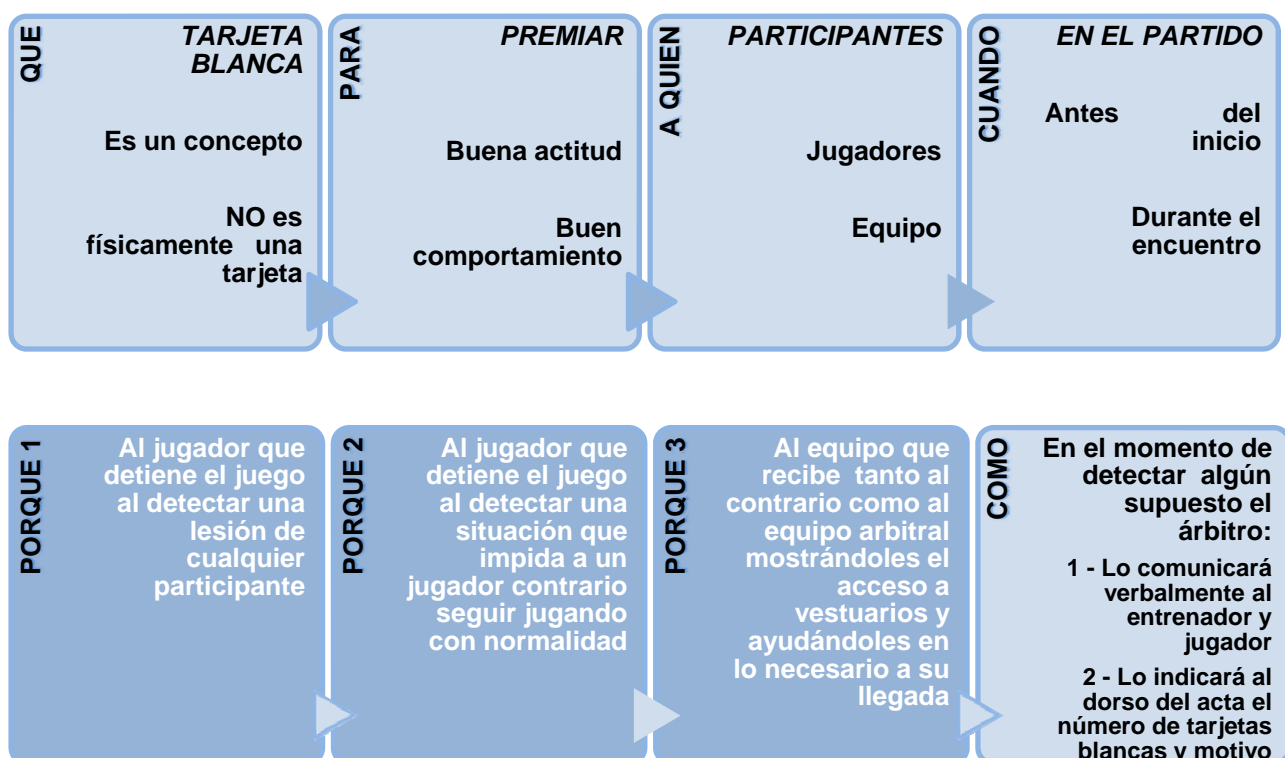 QUE
TARJETA
BLANCA
Es un concepto
NO es
físicamente una
tarjeta
PARA
PREMIAR
Buena actitud
Buen
comportamiento
A QUIEN
PARTICIPANTES
Jugadores
Equipo
CUANDO
EN EL PARTIDO
Antes del
inicio
Durante el
encuentro
PORQUE 1
Al jugador que
detiene el juego
al detectar una
lesión de
cualquier
participante
PORQUE 2
Al jugador que
detiene el juego
al detectar una
situación que
impida a un
jugador contrario
seguir jugando
con normalidad
PORQUE 3
Al equipo que
recibe tanto al
contrario como al
equipo arbitral
mostrándoles el
acceso a
vestuarios y
ayudándoles en
lo necesario a su
llegada
COMO
En el momento de
detectar algún
supuesto el
árbitro:
1 - Lo comunicará
verbalmente al
entrenador y
jugador
2 - Lo indicará al
dorso del acta el
número de tarjetas
blancas y motivo